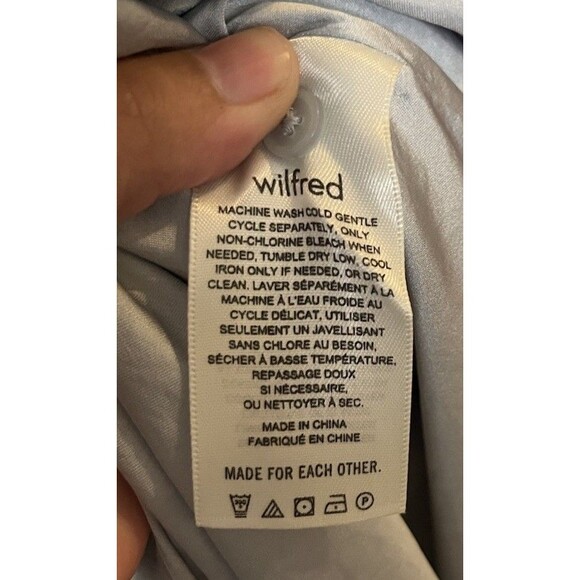 wilfred
MACHINE WASH COLD GENTLE
CYCLE SEPARATELY, ONLY
NON-CHLORINE BLEACH WHEN
NEEDED, TUMBLE DRY LOW, COOL
IRON ONLY IF NEEDED, OR DRY
CLEAN. LAVER SÉPARÉMENT À LA
MACHINE À L'EAU FROIDE AU
CYCLE DÉLICAT, UTILISER
SEULEMENT UN JAVELLISANT
SANS CHLORE AU BESOIN,
SÉCHER À BASSE TEMPÉRATURE,
REPASSAGE DOUX
SI NÉCESSAIRE,
OU NETTOYER À SEC.
MADE IN CHINA
FABRIQUÉ EN CHINE
MADE FOR EACH OTHER.
30C P